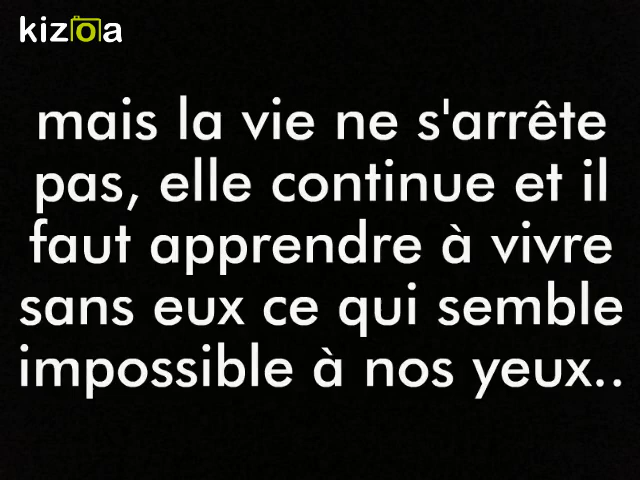 kizoa
mais la vie ne s'arrête
pas, elle continue et il
faut apprendre à vivre
sans eux ce qui semble
impossible à nos yeux..